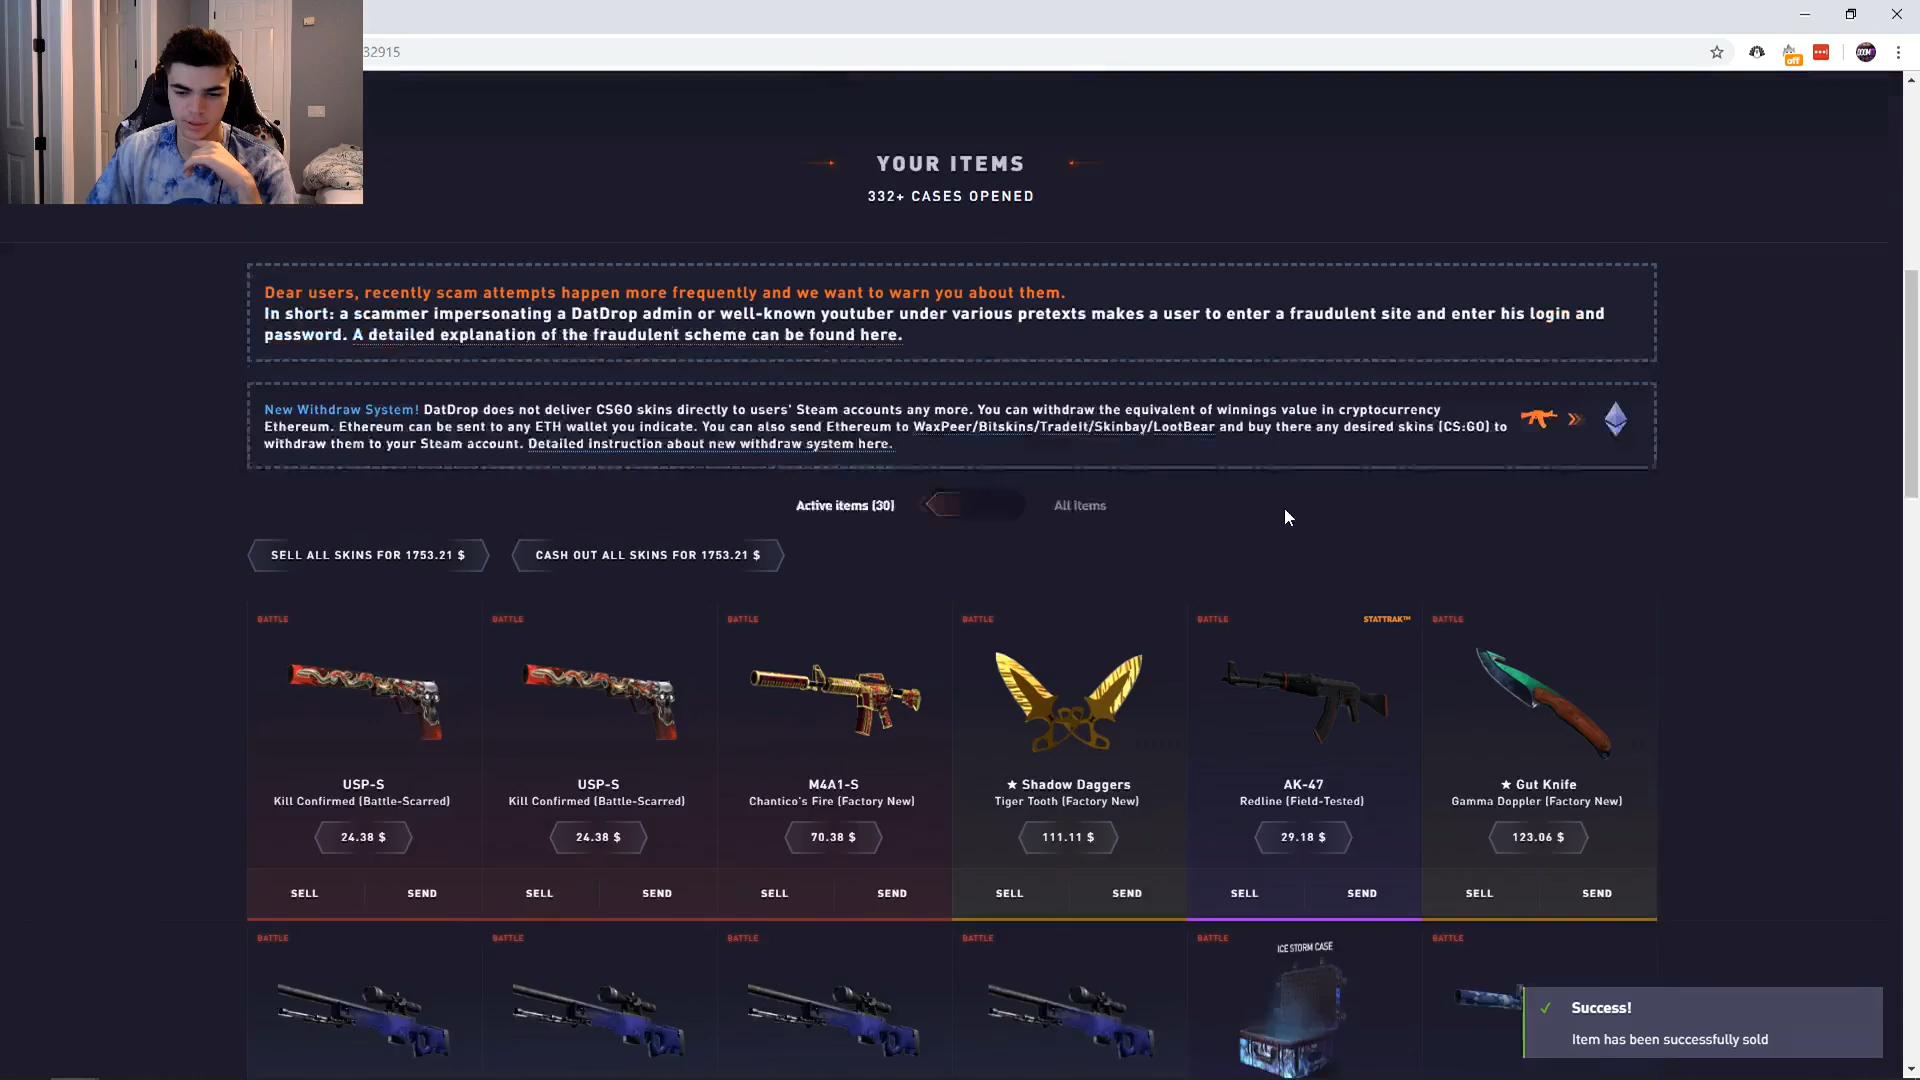 32915
off
DOOM
YOUR ITEMS
332+ CASES OPENED
Dear users, recently scam attempts happen more frequently and we want to warn you about them.
In short: a scammer impersonating a DatDrop admin or well-known youtuber under various pretexts makes a user to enter a fraudulent site and enter his login and
password. A detailed explanation of the fraudulent scheme can be found here.
New Withdraw System! DatDrop does not deliver CSGO skins directly to users' Steam accounts any more. You can withdraw the equivalent of winnings value in cryptocurrency
Ethereum. Ethereum can be sent to any ETH wallet you indicate. You can also send Ethereum to WaxPeer/Bitskins/TradeIt/Skinbay/LootBear and buy there any desired skins (CS:GO) to
withdraw them to your Steam account. Detailed instruction about new withdraw system here.
Active items (30) All items
SELL ALL SKINS FOR 1753.21 $ CASH OUT ALL SKINS FOR 1753.21 $
BATTLE BATTLE BATTLE BATTLE BATTLE STATTRAK™ BATTLE
USP-S USP-S M4A1-S ★ Shadow Daggers AK-47 ★ Gut Knife
Kill Confirmed (Battle-Scarred) Kill Confirmed (Battle-Scarred) Chantico's Fire (Factory New) Tiger Tooth (Factory New) Redline (Field-Tested) Gamma Doppler (Factory New)
24.38 $ 24.38 $ 70.38 $ 111.11 $ 29.18 $ 123.06 $
SELL SEND SELL SEND SELL SEND SELL SEND SELL SEND SELL SEND
BATTLE BATTLE BATTLE BATTLE BATTLE BATTLE
ICE STORM CASE
Success!
Item has been successfully sold